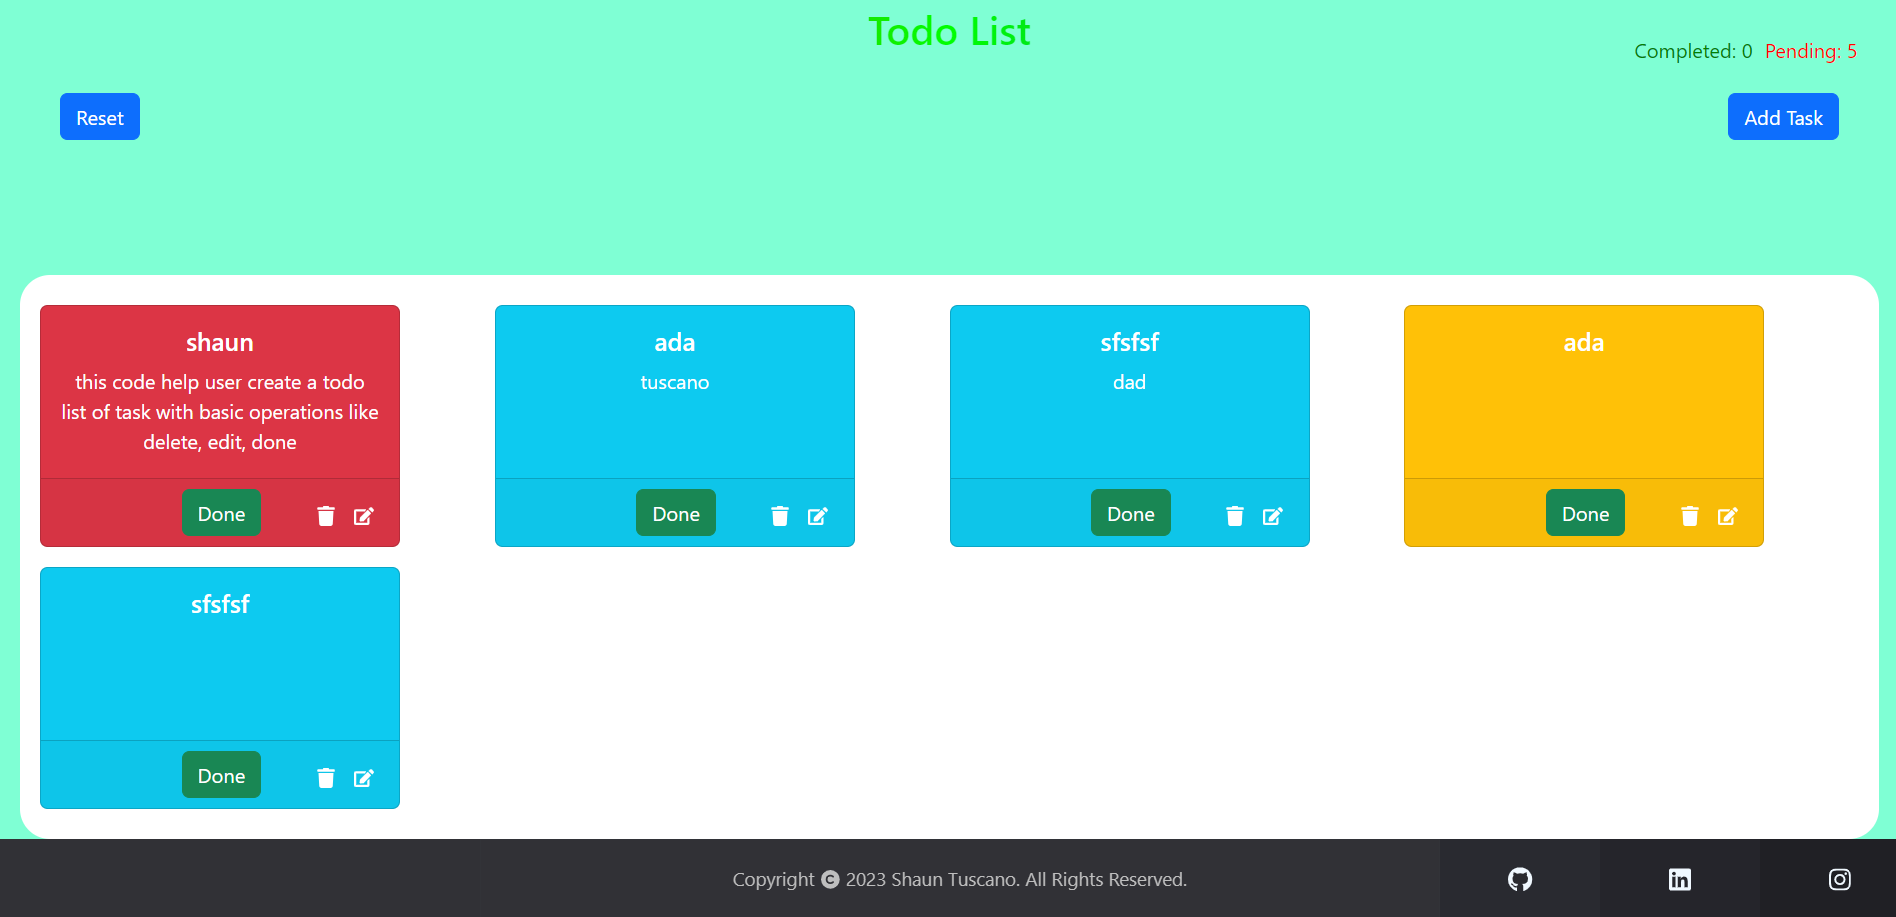 Todo List
Completed: 0 Pending: 5
Reset
Add Task
shaun
this code help user create a todo
list of task with basic operations like
delete, edit, done
Done
ada
tuscano
Done
sfsfsf
dad
Done
ada
Done
sfsfsf
Done
Copyright © 2023 Shaun Tuscano. All Rights Reserved.